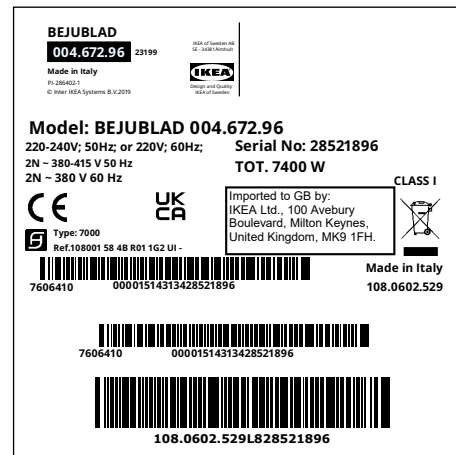 BEJUBLAD
004.672.96 23199
Made in Italy
PI-286402-1
© Inter IKEA Systems B.V.2019
IKEA of Sweden AB
SE - 34381Älmhult
IKEA
Design and Quality
IKEA of Sweden
Model: BEJUBLAD 004.672.96
220-240V; 50Hz; or 220V; 60Hz;
2N ~ 380-415 V 50 Hz
2N ~ 380 V 60 Hz
Serial No: 28521896
TOT. 7400 W
CLASS I
CE
UK
CA
Imported to GB by:
IKEA Ltd., 100 Avebury
Boulevard, Milton Keynes,
United Kingdom, MK9 1FH.
Type: 7000
Ref.108001 58 4B R01 1G2 UI -
7606410 00001514313428521896
Made in Italy
108.0602.529
7606410 00001514313428521896
108.0602.529L828521896